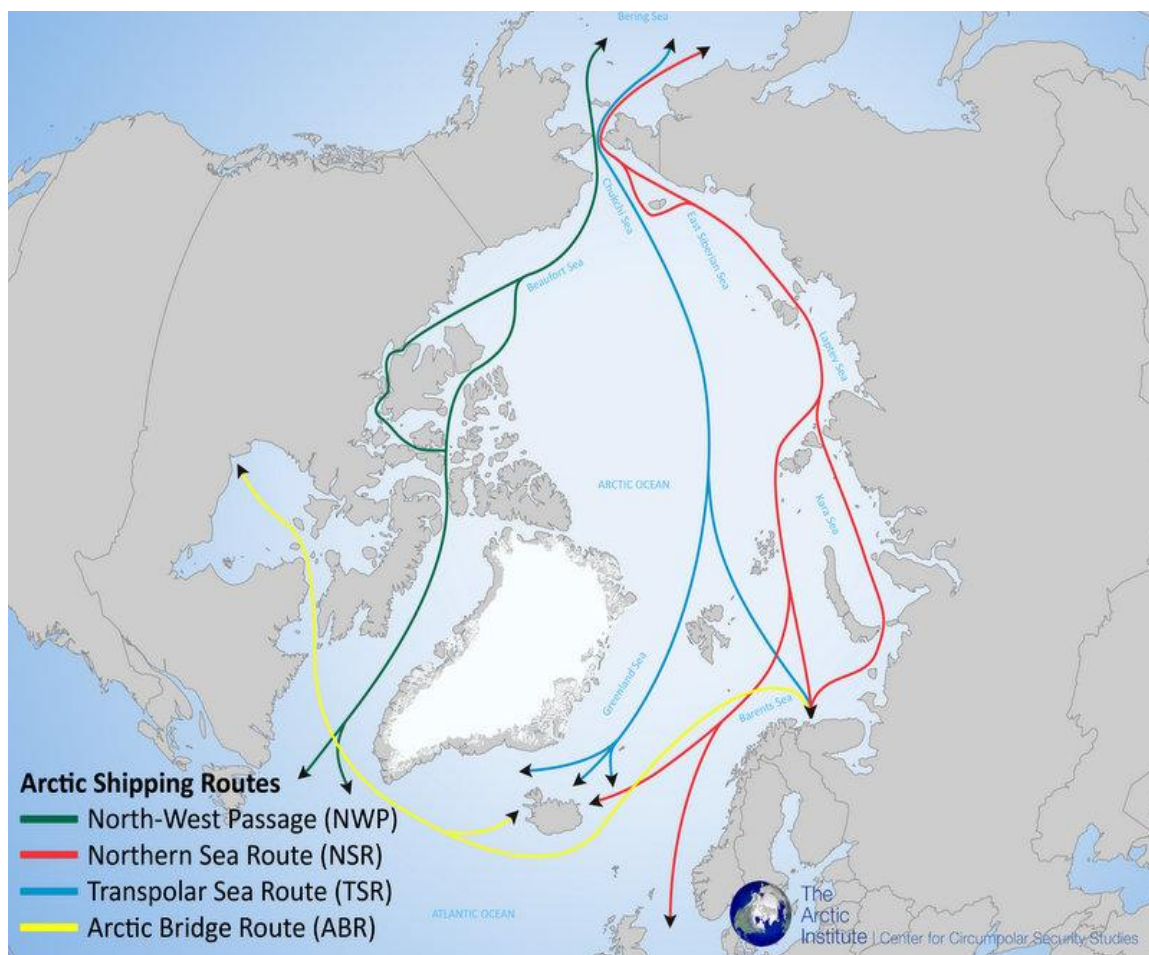 Bering Sea
Chukchi Sea
East Siberian Sea
Beaufort Sea
Laptev Sea
ARCTIC OCEAN
Kara Sea
Greenland Sea
Barents Sea
Arctic Shipping Routes
North-West Passage (NWP)
Northern Sea Route (NSR)
Transpolar Sea Route (TSR)
Arctic Bridge Route (ABR)
ATLANTIC OCEAN
The
Arctic
Institute | Center for Circumpolar Security Studies